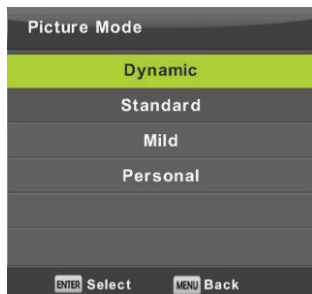 Picture Mode
Dynamic
Standard
Mild
Personal
ENTER Select MENU Back